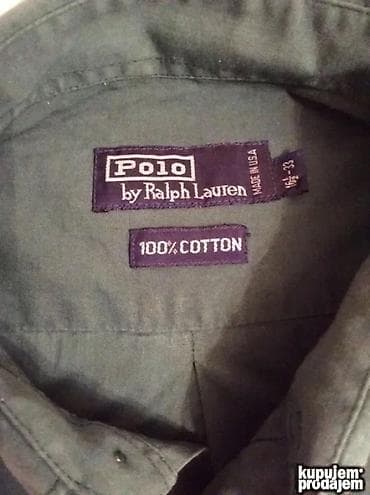 Polo
by Ralph Lauren
MADE IN USA
16½-33
100% COTTON
kupujem
prodajem